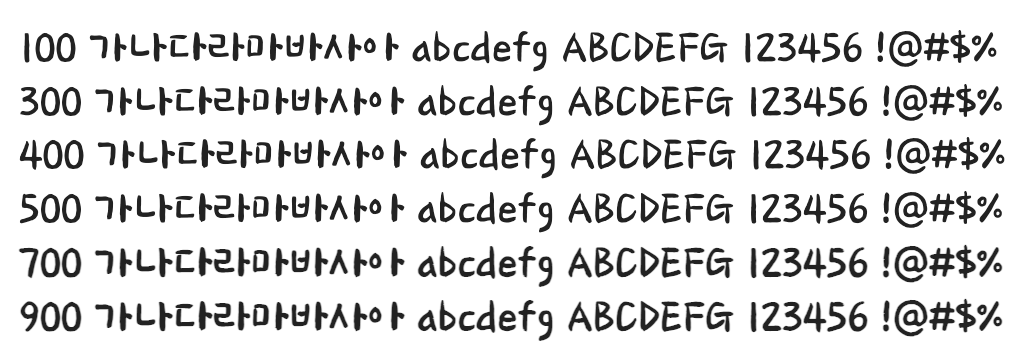 100 가나다라마바사아 abcdefg ABCDEFG 123456 !@#$%
300 가나다라마바사아 abcdefg ABCDEFG 123456 !@#$%
400 가나다라마바사아 abcdefg ABCDEFG 123456 !@#$%
500 가나다라마바사아 abcdefg ABCDEFG 123456 !@#$%
700 가나다라마바사아 abcdefg ABCDEFG 123456 !@#$%
900 가나다라마바사아 abcdefg ABCDEFG 123456 !@#$%